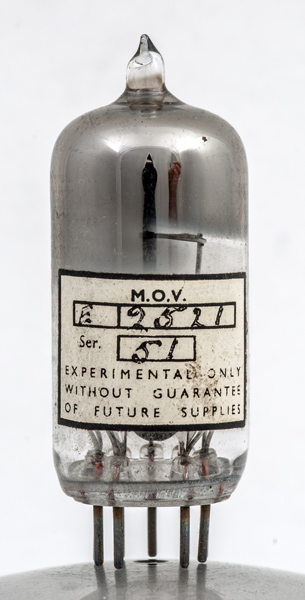 M.O.V.
E 2521
Ser. 51
EXPERIMENTAL ONLY
WITHOUT GUARANTEE
OF FUTURE SUPPLIES